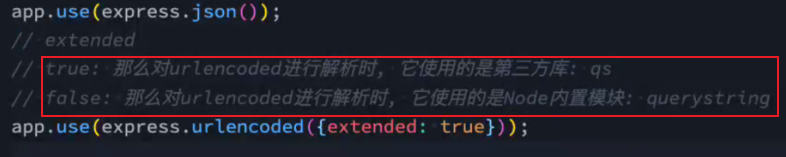 app.use(express.json());
// extended
// true: 那么对urlencoded进行解析时, 它使用的是第三方库: qs
// false: 那么对urlencoded进行解析时, 它使用的是Node内置模块: querystring
app.use(express.urlencoded({extended: true}));